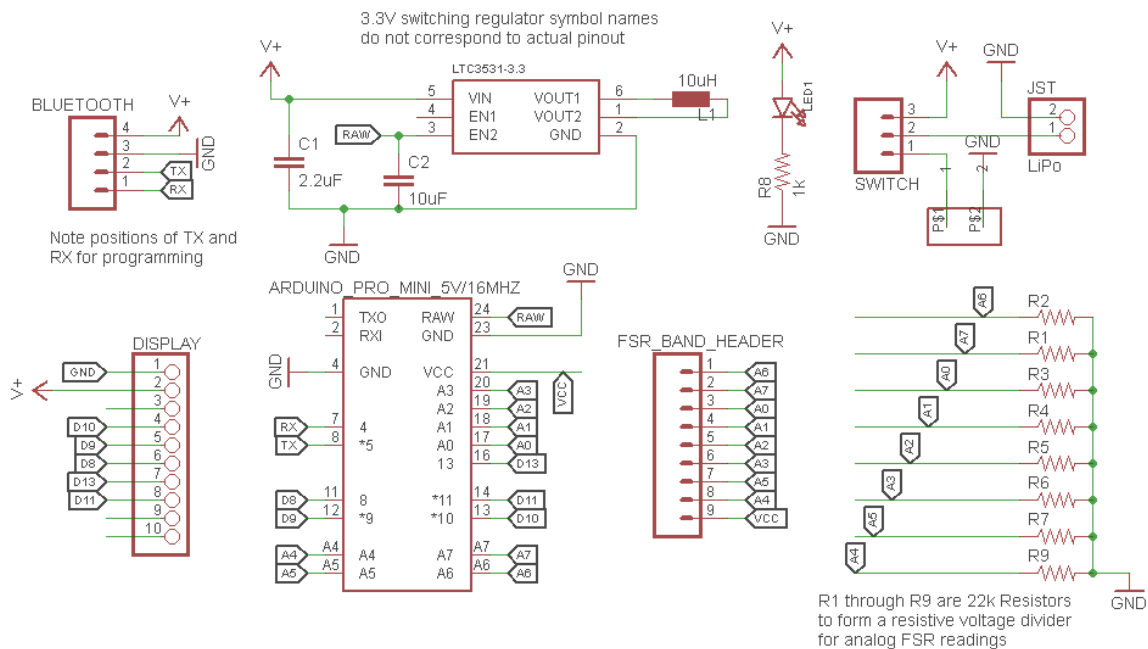 3.3V switching regulator symbol names
do not correspond to actual pinout
V+
LTC3531-3.3
5 VIN VOUT1 6
4 EN1 VOUT2 1
3 EN2 GND 2
RAW
10uH
L1
C1
2.2uF
C2
10uF
GND
BLUETOOTH
V+
4
3
2
1
GND
TX
RX
Note positions of TX and
RX for programming
V+
LED1
R8
1k
GND
V+
GND
JST
3
2
1
2
1
SWITCH
LiPo
GND
1
2
P$1
P$2
ARDUINO_PRO_MINI_5V/16MHZ
GND
1 TXO RAW 24 RAW
2 RXI GND 23
GND 4 GND VCC 21
VCC
A3 20 A3
A2 19 A2
RX 7 4 A1 18 A1
TX 8 *5 A0 17 A0
13 16 D13
D8 11 8 *11 14 D11
D9 12 *9 *10 13 D10
A4 A4 A4 A7 A7 A7
A5 A5 A5 A6 A6 A6
DISPLAY
GND 1
V+ 2
3
D10 4
D9 5
D8 6
D13 7
D11 8
9
10
FSR_BAND_HEADER
1 A6
2 A7
3 A0
4 A1
5 A2
6 A3
7 A5
8 A4
9 VCC
A6 R2
A7 R1
A0 R3
A1 R4
A2 R5
A3 R6
A5 R7
A4 R9
GND
R1 through R9 are 22k Resistors
to form a resistive voltage divider
for analog FSR readings